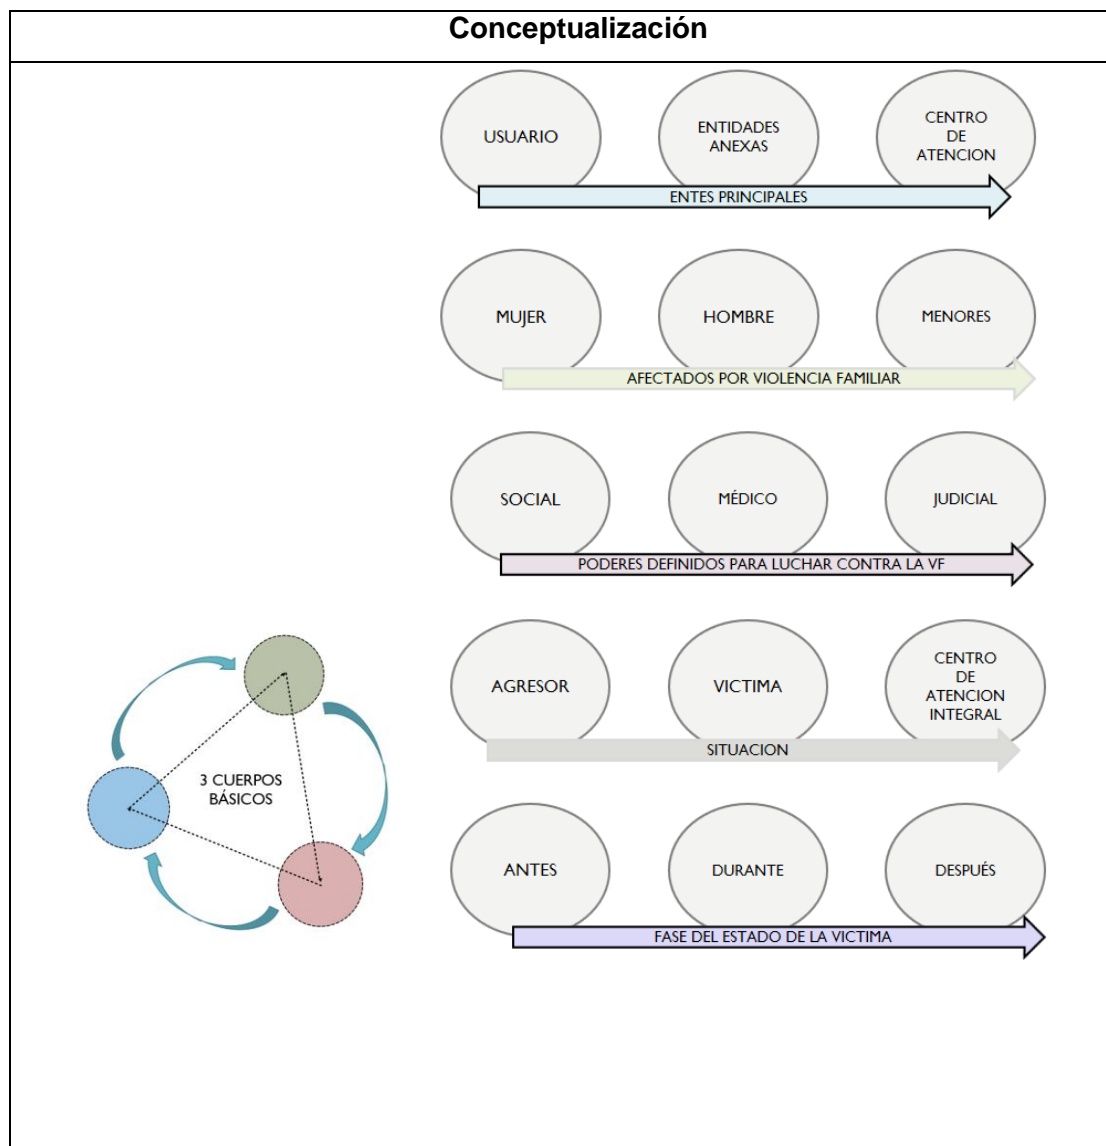 Conceptualización
USUARIO
ENTIDADES
ANEXAS
CENTRO
DE
ATENCION
ENTES PRINCIPALES
MUJER
HOMBRE
MENORES
AFECTADOS POR VIOLENCIA FAMILIAR
SOCIAL
MÉDICO
JUDICIAL
PODERES DEFINIDOS PARA LUCHAR CONTRA LA VF
AGRESOR
VICTIMA
CENTRO
DE
ATENCION
INTEGRAL
SITUACION
3 CUERPOS
BÁSICOS
ANTES
DURANTE
DESPUÉS
FASE DEL ESTADO DE LA VICTIMA